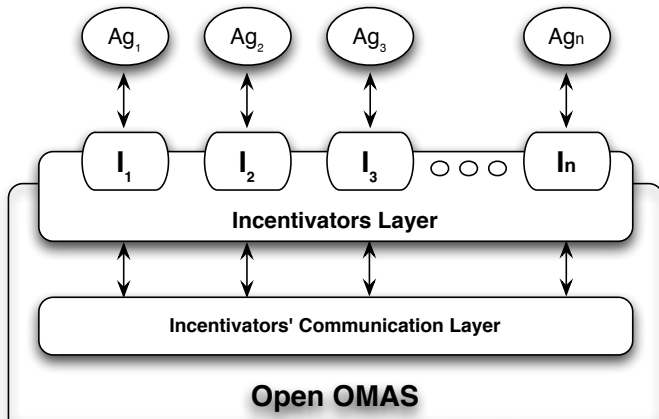 Ag₁ Ag₂ Ag₃ Agn
I₁ I₂ I₃ In
Incentivators Layer
Incentivators' Communication Layer
Open OMAS